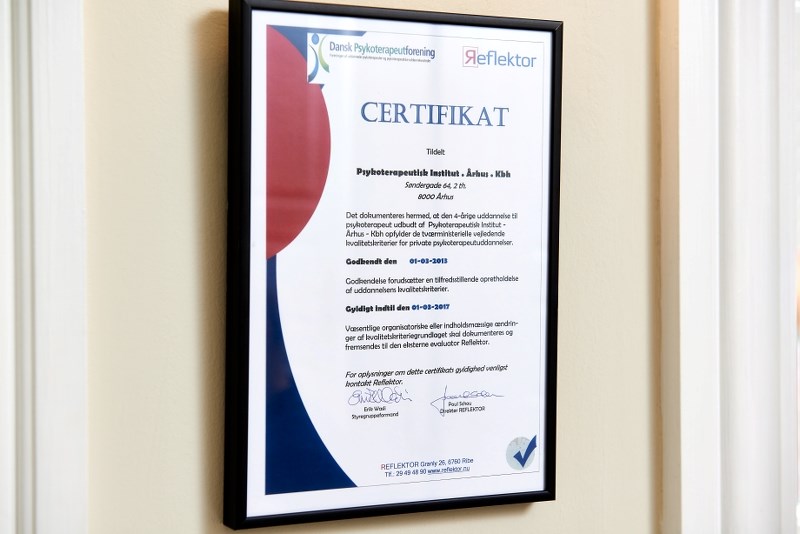 Dansk Psykoterapeutforening
Reflektor
CERTIFIKAT
Tildelt
Psykoterapeutisk Institut . Århus . Kbh
Søndergade 64, 2 th.
8000 Århus
Det dokumenteres hermed, at den 4-årige uddannelse til
psykoterapeut udbudt af Psykoterapeutisk Institut -
Århus - Kbh opfylder de tværministerielle vejledende
kvalitetskriterier for private psykoterapeutuddannelser.
Godkendt den 01-03-2013
Godkendelse forudsætter en tilfredsstillende opretholdelse
af uddannelsens kvalitetskriterier.
Gyldigt indtil den 01-03-2017
Væsentlige organisatoriske eller indholdsmæssige ændrin-
ger af kvalitetskriteriegrundlaget skal dokumenteres og
fremsendes til den eksterne evaluator Reflektor.
For oplysninger om dette certifikats gyldighed venligst
kontakt Reflektor.
Erik Wasli Poul Schou
Styregruppeformand Direktør REFLEKTOR
REFLEKTOR Granly 26, 6760 Ribe
Tlf.: 29 49 48 90 www.reflektor.nu